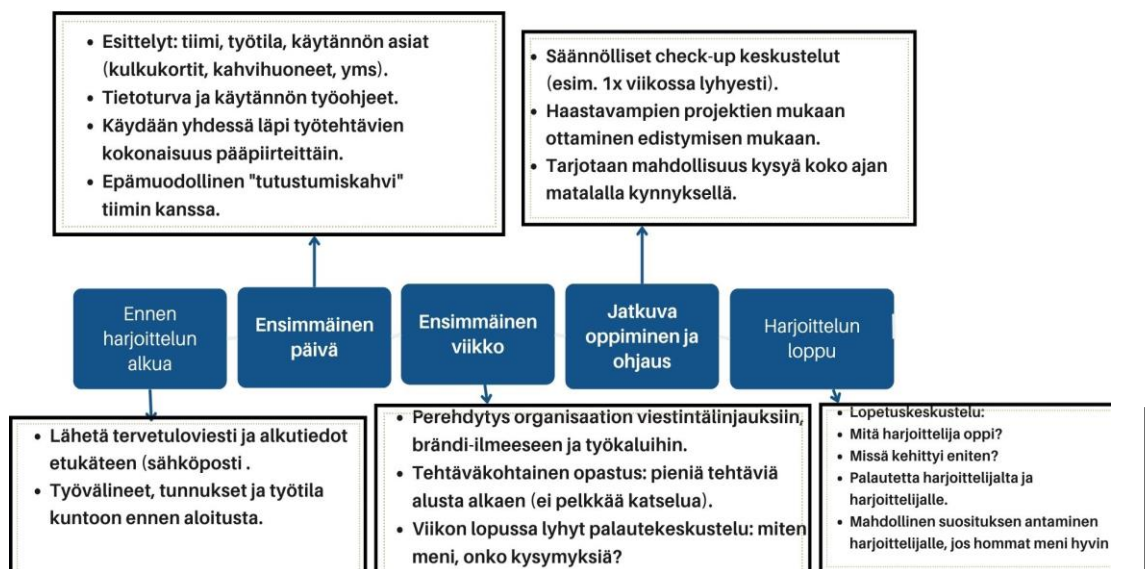 • Esittelyt: tiimi, työtila, käytännön asiat
(kulkukortit, kahvihuoneet, yms).
• Tietoturva ja käytännön työohjeet.
• Käydään yhdessä läpi työtehtävien
kokonaisuus pääpiirteittäin.
• Epämuodollinen "tutustumiskahvi"
tiimin kanssa.
• Säännölliset check-up keskustelut
(esim. 1x viikossa lyhyesti).
• Haastavampien projektien mukaan
ottaminen edistymisen mukaan.
• Tarjotaan mahdollisuus kysyä koko ajan
matalalla kynnyksellä.
Ennen
harjoittelun
alkua
Ensimmäinen
päivä
Ensimmäinen
viikko
Jatkuva
oppiminen ja
ohjaus
Harjoittelun
loppu
• Lähetä tervetuloviesti ja alkutiedot
etukäteen (sähköposti .
• Työvälineet, tunnukset ja työtila
kuntoon ennen aloitusta.
• Perehdytys organisaation viestintälinjauksiin,
brändi-ilmeeseen ja työkaluihin.
• Tehtäväkohtainen opastus: pieniä tehtäviä
alusta alkaen (ei pelkkää katselua).
• Viikon lopussa lyhyt palautekeskustelu: miten
meni, onko kysymyksiä?
• Lopetuskeskustelu:
• Mitä harjoittelija oppi?
• Missä kehittyi eniten?
• Palautetta harjoittelijalta ja
harjoittelijalle.
• Mahdollinen suosituksen antaminen
harjoittelijalle, jos hommat meni hyvin